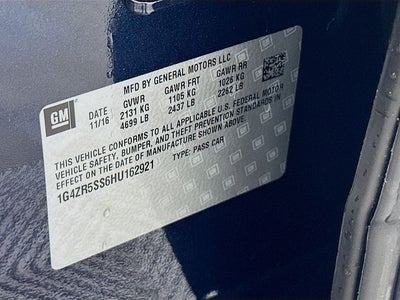 GM
MFD BY GENERAL MOTORS LLC
DATE GVWR GAWR FRT GAWR RR
11/16 2131 KG 1105 KG 1026 KG
4699 LB 2437 LB 2262 LB
THIS VEHICLE CONFORMS TO ALL APPLICABLE U.S. FEDERAL MOTOR
VEHICLE SAFETY, BUMPER, AND THEFT PREVENTION STANDARDS IN
EFFECT ON THE DATE OF MANUFACTURE SHOWN ABOVE.
1G4ZR5SS6HU162921 TYPE: PASS CAR